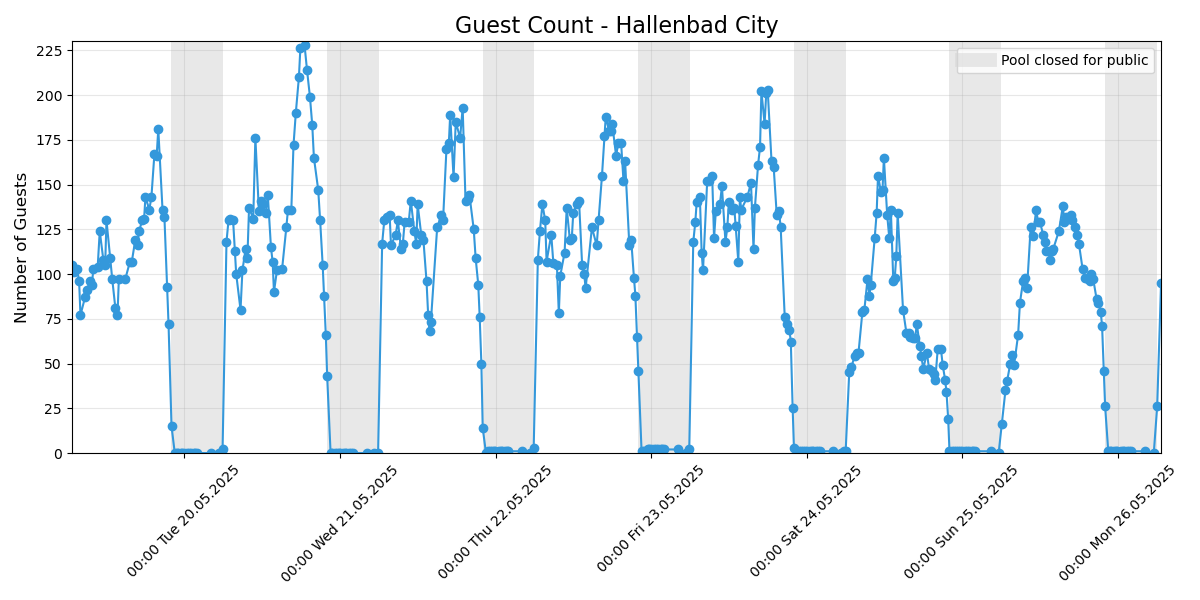 Guest Count - Hallenbad City
Pool closed for public
Number of Guests
225
200
175
150
125
100
75
50
25
0
00:00 Tue 20.05.2025
00:00 Wed 21.05.2025
00:00 Thu 22.05.2025
00:00 Fri 23.05.2025
00:00 Sat 24.05.2025
00:00 Sun 25.05.2025
00:00 Mon 26.05.2025